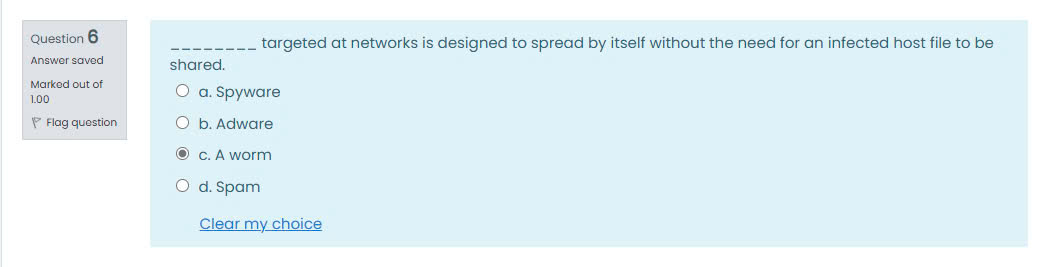 Question 6
Answer saved
Marked out of
1.00
Flag question
________ targeted at networks is designed to spread by itself without the need for an infected host file to be
shared.
a. Spyware
b. Adware
c. A worm
d. Spam
Clear my choice